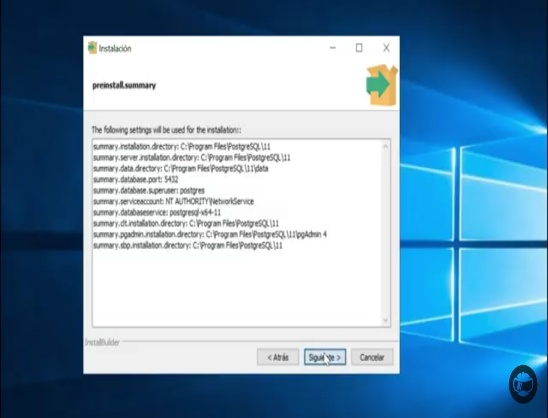 Instalación
preinstall.summary
The following settings will be used for the installation::
summary.installation.directory: C:\Program Files\PostgreSQL\11
summary.server.installation.directory: C:\Program Files\PostgreSQL\11
summary.data.directory: C:\Program Files\PostgreSQL\11\data
summary.database.port: 5432
summary.database.superuser: postgres
summary.serviceaccount: NT AUTHORITY\NetworkService
summary.databaseservice: postgresql-x64-11
summary.clt.installation.directory: C:\Program Files\PostgreSQL\11
summary.pgadmin.installation.directory: C:\Program Files\PostgreSQL\11\pgAdmin 4
summary.sbp.installation.directory: C:\Program Files\PostgreSQL\11
InstallBuilder
< Atrás Siguiente > Cancelar